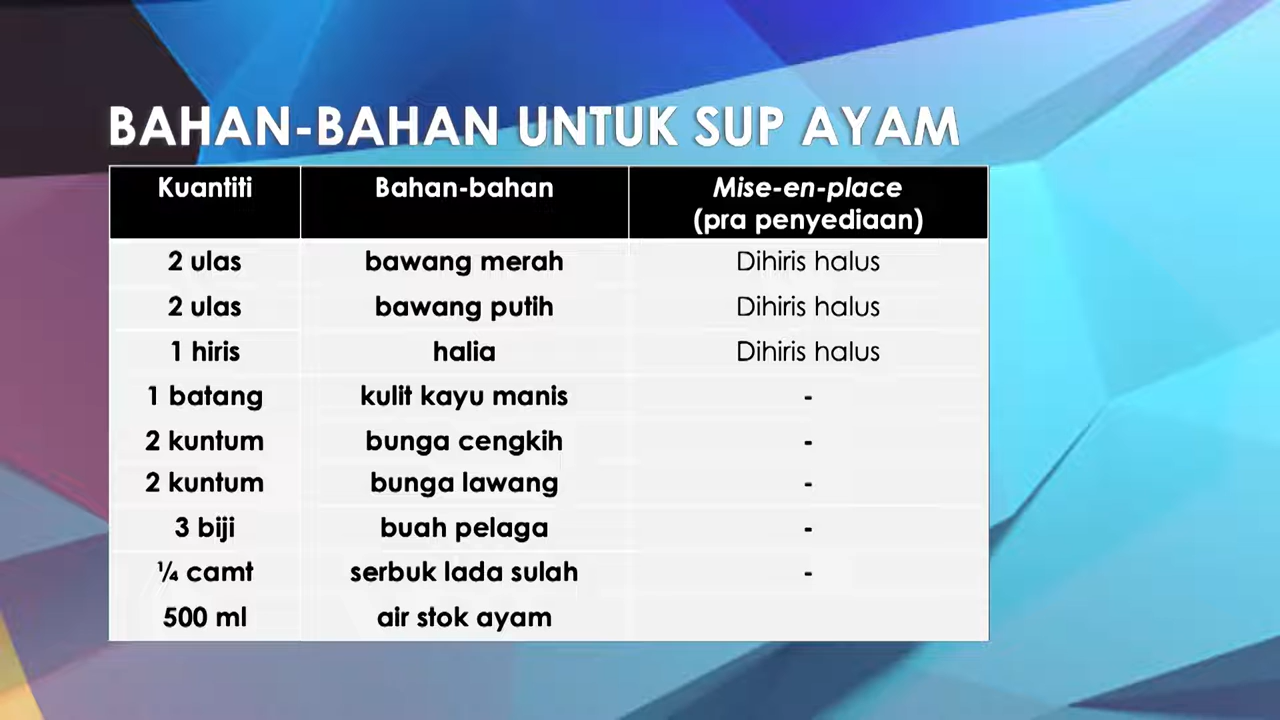 BAHAN-BAHAN UNTUK SUP AYAM
Kuantiti Bahan-bahan Mise-en-place
(pra penyediaan)
2 ulas bawang merah Dihiris halus
2 ulas bawang putih Dihiris halus
1 hiris halia Dihiris halus
1 batang kulit kayu manis -
2 kuntum bunga cengkih -
2 kuntum bunga lawang -
3 biji buah pelaga -
¼ camt serbuk lada sulah -
500 ml air stok ayam